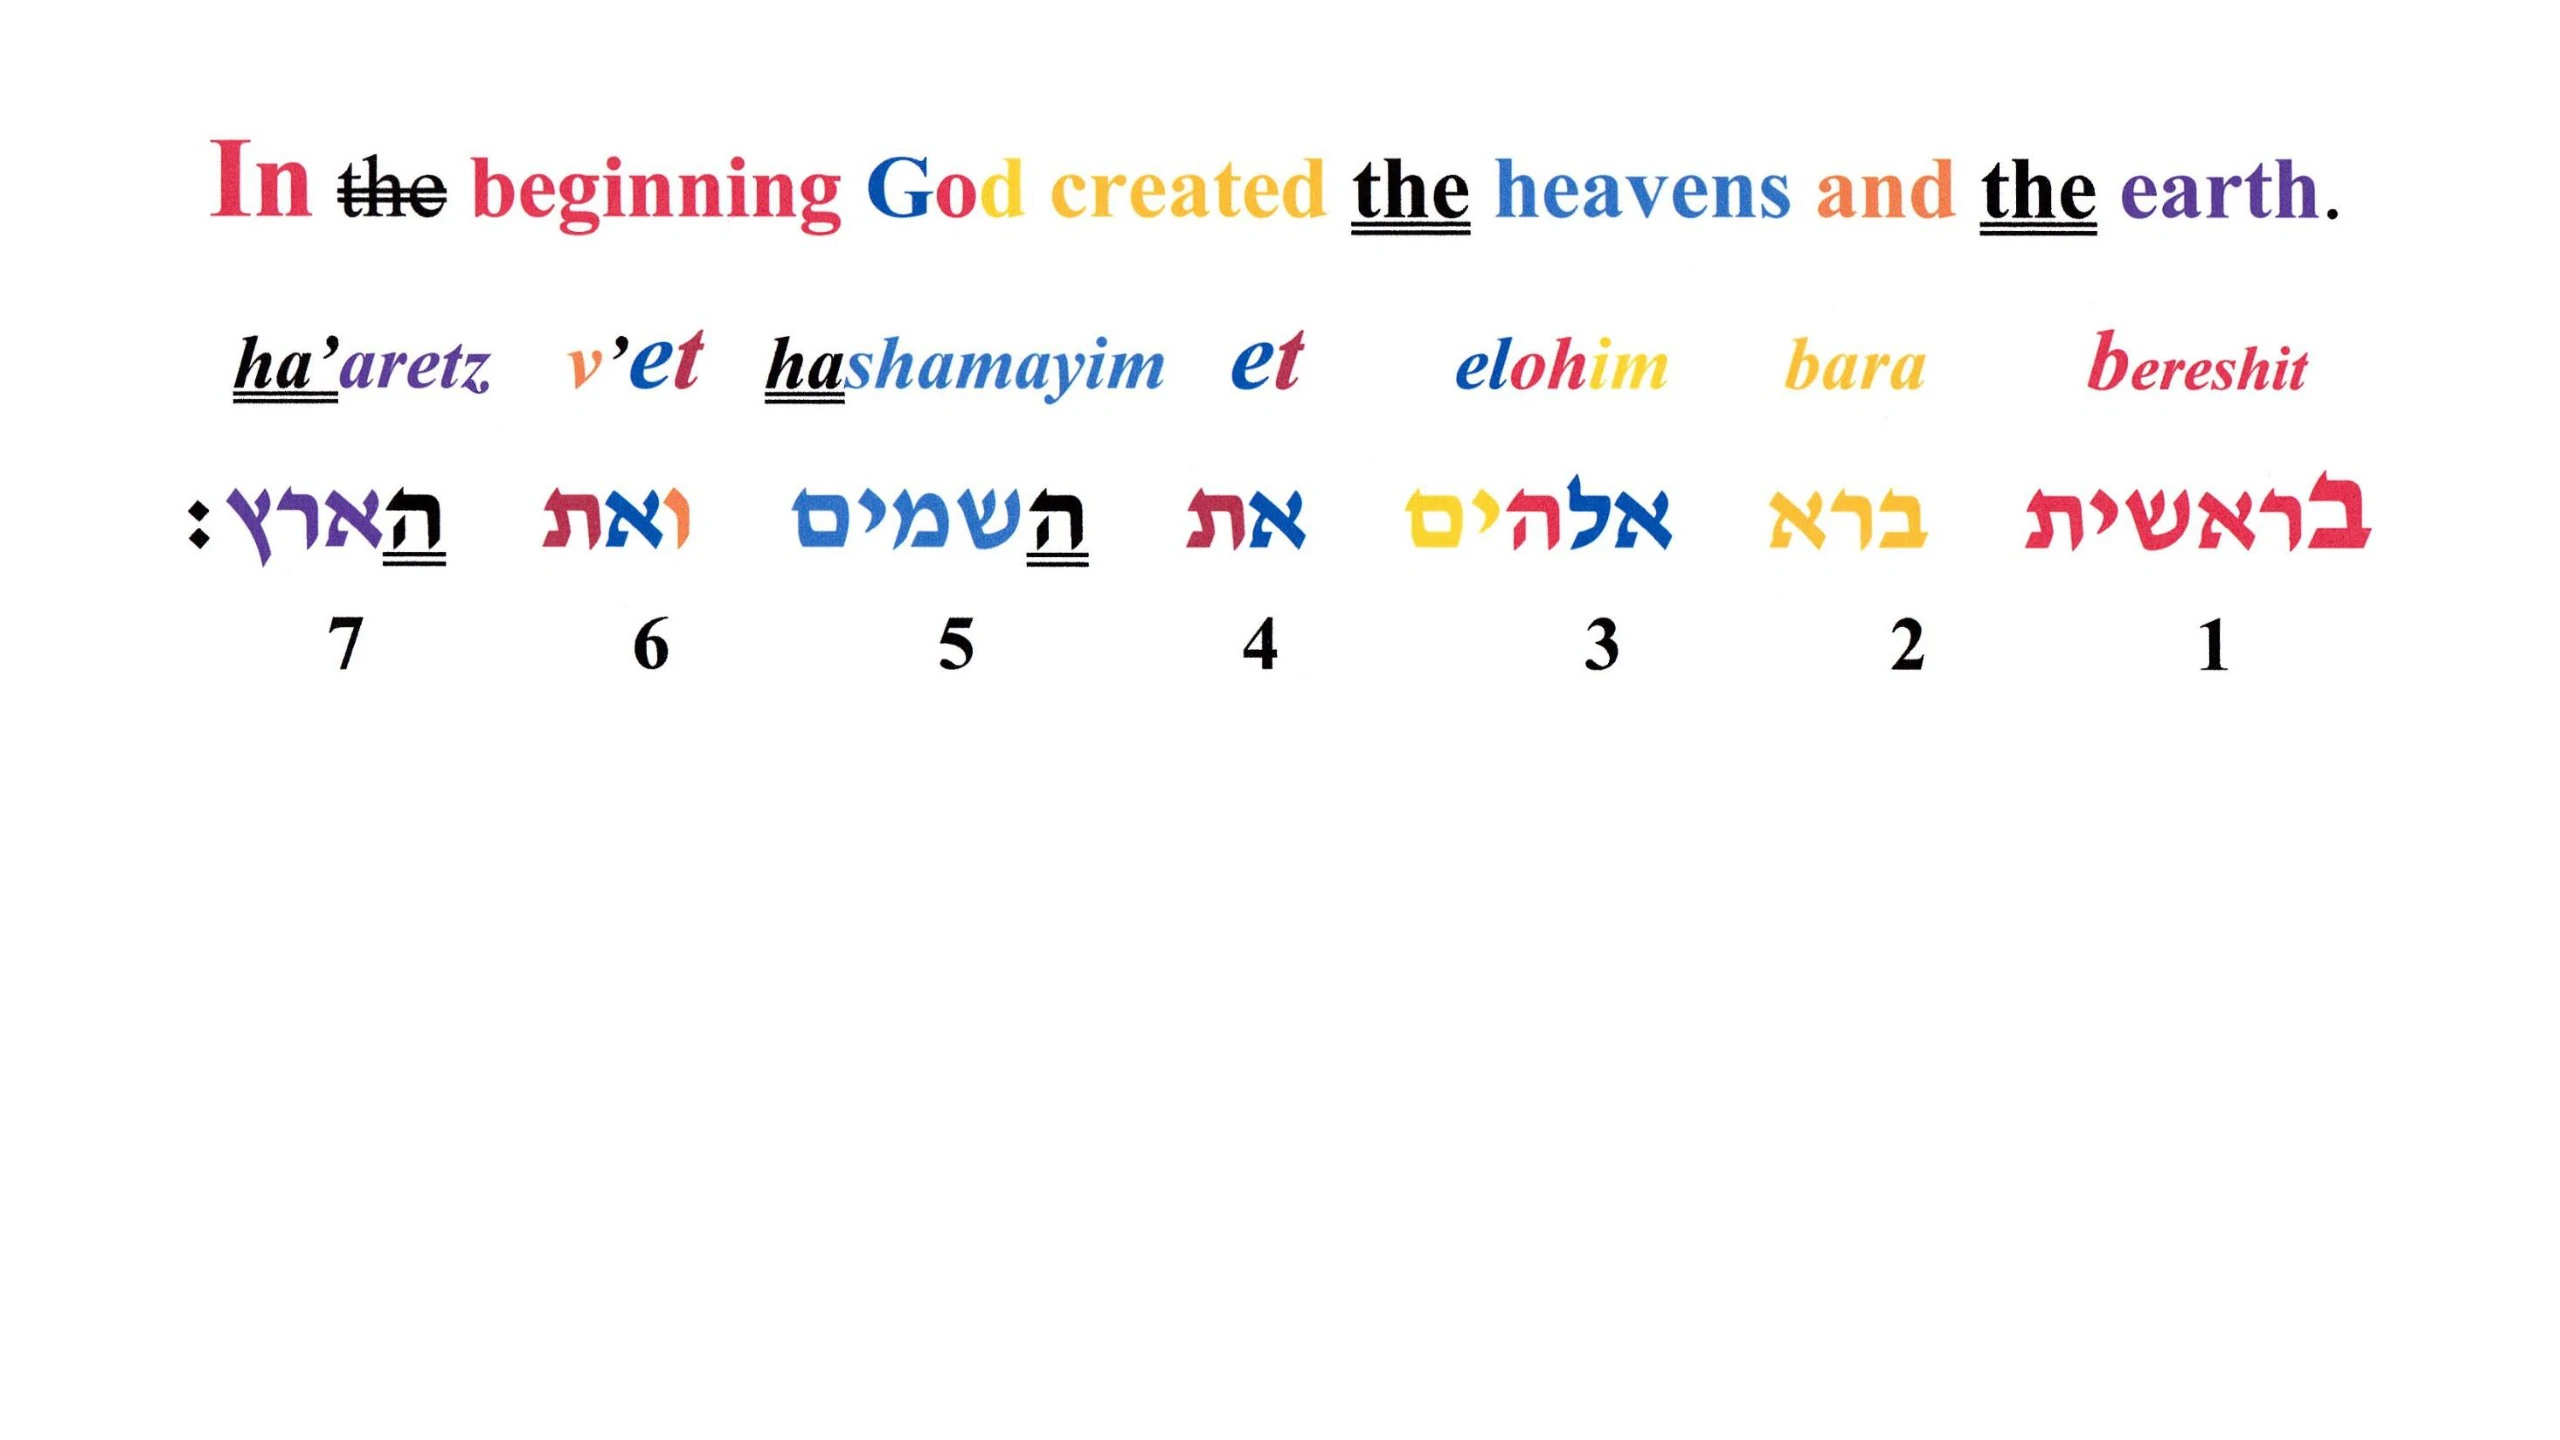 In the beginning God created the heavens and the earth.
ha’aretz v’et hashamayim et elohim bara bereshit
בראשית ברא אלהים את השמים ואת הארץ:
7 6 5 4 3 2 1